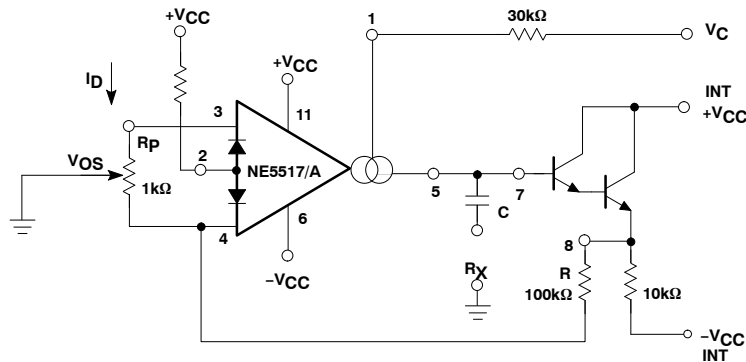 +VCC
1
30kΩ
VC
ID
+VCC
INT
+VCC
3
11
RP
VOS
2
NE5517/A
1kΩ
5
7
C
4
6
−VCC
8
RX
R
100kΩ
10kΩ
−VCC
INT